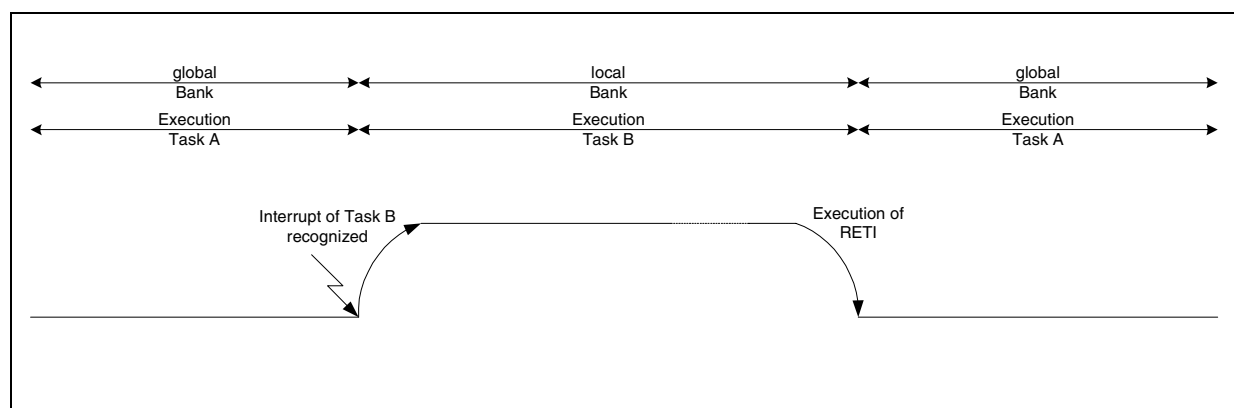 global
Bank
local
Bank
global
Bank
Execution
Task A
Execution
Task B
Execution
Task A
Interrupt of Task B
recognized
Execution of
RETI